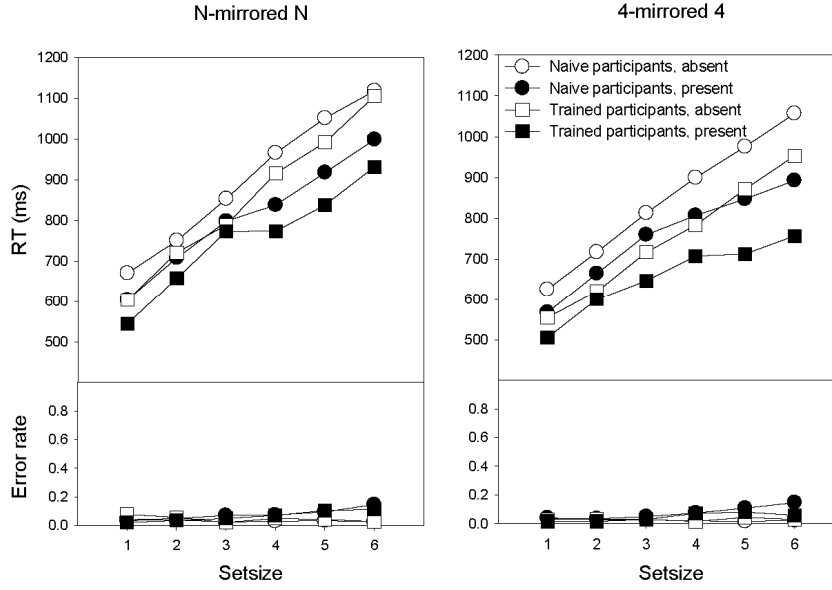 N-mirrored N
4-mirrored 4
1200
1100
1000
900
800
700
600
500
RT (ms)
1200
1100
1000
900
800
700
600
500
Naive participants, absent
Naive participants, present
Trained participants, absent
Trained participants, present
0.8
0.6
0.4
0.2
0.0
Error rate
0.8
0.6
0.4
0.2
0.0
1 2 3 4 5 6
Setsize
1 2 3 4 5 6
Setsize